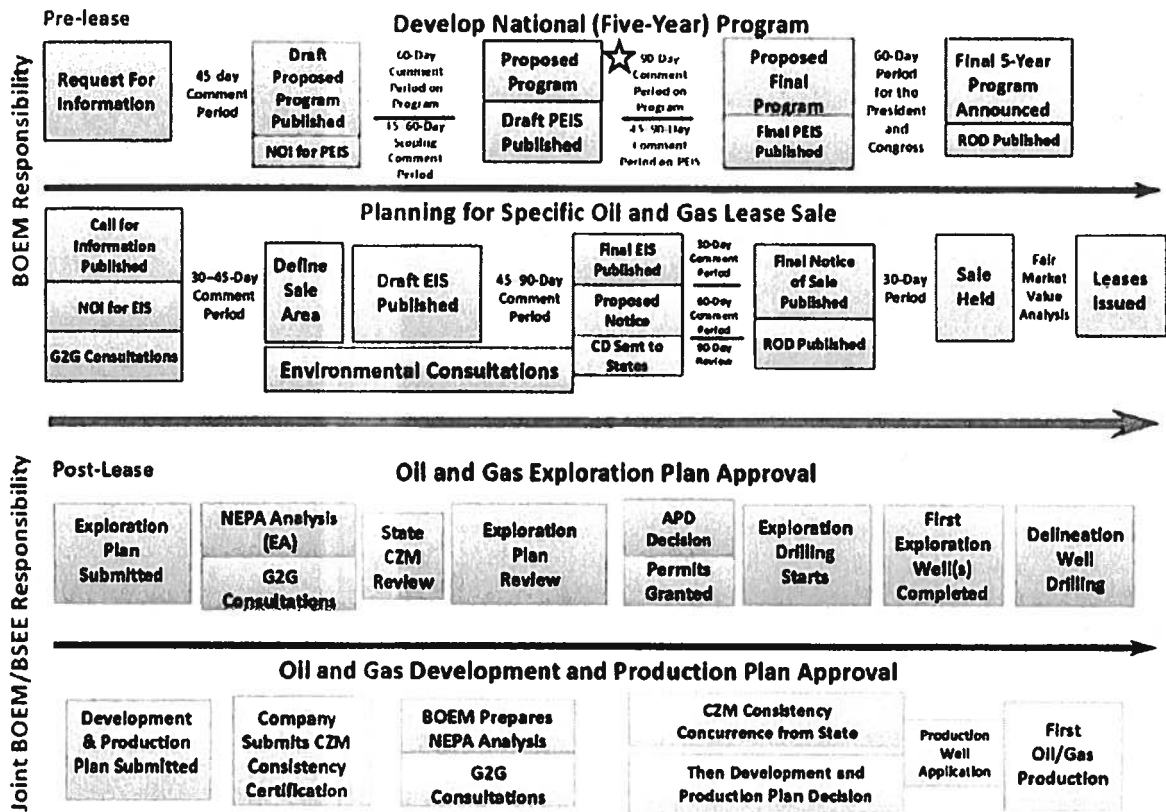 Pre-lease
Develop National (Five-Year) Program
BOEM Responsibility
Request For
Information
45 day
Comment
Period
Draft
Proposed
Program
Published
NOI for PEIS
60-Day
Comment
Period on
Program
15-60-Day
Scoping
Comment
Period
Proposed
Program
Draft PEIS
Published
90 Day
Comment
Period on
Program
45-90-Day
Comment
Period on PEIS
Proposed
Final
Program
Final PEIS
Published
60-Day
Period
for the
President
and
Congress
Final 5-Year
Program
Announced
ROD Published
Planning for Specific Oil and Gas Lease Sale
Call for
Information
Published
NOI for EIS
G2G Consultations
30–45-Day
Comment
Period
Define
Sale
Area
Draft EIS
Published
Environmental Consultations
45-90-Day
Comment
Period
Final EIS
Published
Proposed
Notice
CD Sent to
States
30-Day
Comment
Period
60-Day
Comment
Period
90-Day
Review
Final Notice
of Sale
Published
ROD Published
30-Day
Period
Sale
Held
Fair
Market
Value
Analysis
Leases
Issued
Joint BOEM/BSEE Responsibility
Post-Lease
Oil and Gas Exploration Plan Approval
Exploration
Plan
Submitted
NEPA Analysis
(EA)
G2G
Consultations
State
CZM
Review
Exploration
Plan
Review
APD
Decision
Permits
Granted
Exploration
Drilling
Starts
First
Exploration
Well(s)
Completed
Delineation
Well
Drilling
Oil and Gas Development and Production Plan Approval
Development
& Production
Plan Submitted
Company
Submits CZM
Consistency
Certification
BOEM Prepares
NEPA Analysis
G2G
Consultations
CZM Consistency
Concurrence from State
Then Development and
Production Plan Decision
Production
Well
Application
First
Oil/Gas
Production